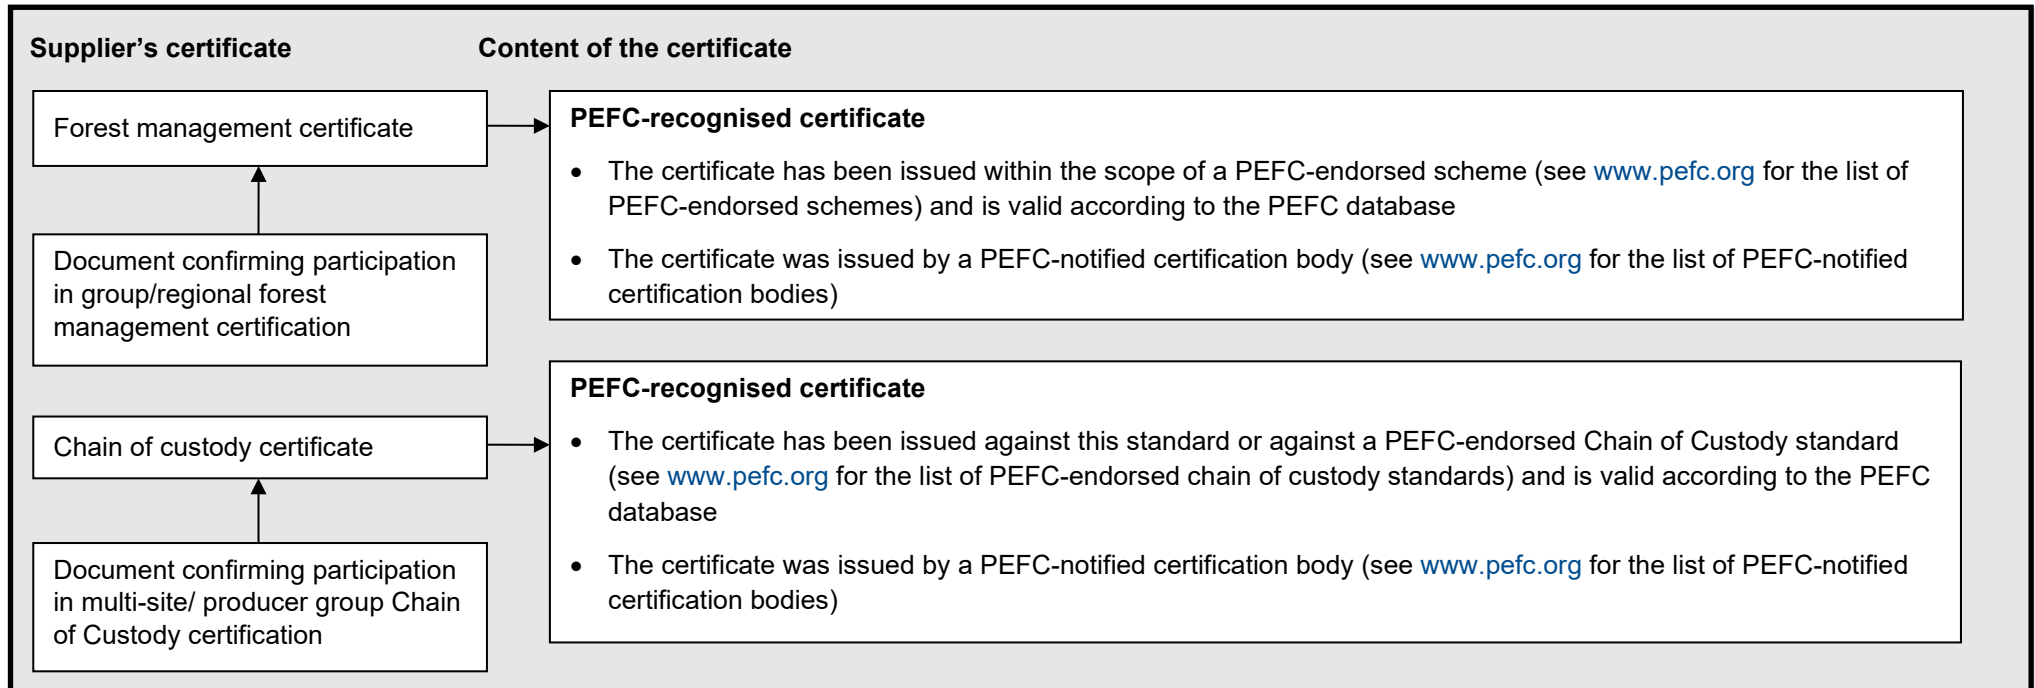 Supplier’s certificate
Content of the certificate
Forest management certificate
PEFC-recognised certificate
• The certificate has been issued within the scope of a PEFC-endorsed scheme (see www.pefc.org for the list of
PEFC-endorsed schemes) and is valid according to the PEFC database
• The certificate was issued by a PEFC-notified certification body (see www.pefc.org for the list of PEFC-notified
certification bodies)
Document confirming participation
in group/regional forest
management certification
Chain of custody certificate
PEFC-recognised certificate
• The certificate has been issued against this standard or against a PEFC-endorsed Chain of Custody standard
(see www.pefc.org for the list of PEFC-endorsed chain of custody standards) and is valid according to the PEFC
database
• The certificate was issued by a PEFC-notified certification body (see www.pefc.org for the list of PEFC-notified
certification bodies)
Document confirming participation
in multi-site/ producer group Chain
of Custody certification